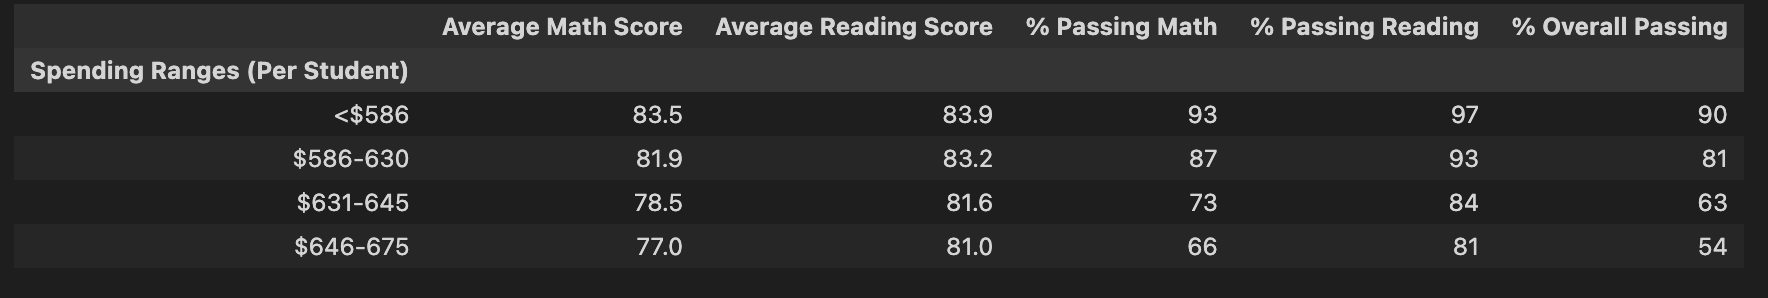 Average Math Score Average Reading Score % Passing Math % Passing Reading % Overall Passing
Spending Ranges (Per Student)
<$586 83.5 83.9 93 97 90
$586-630 81.9 83.2 87 93 81
$631-645 78.5 81.6 73 84 63
$646-675 77.0 81.0 66 81 54